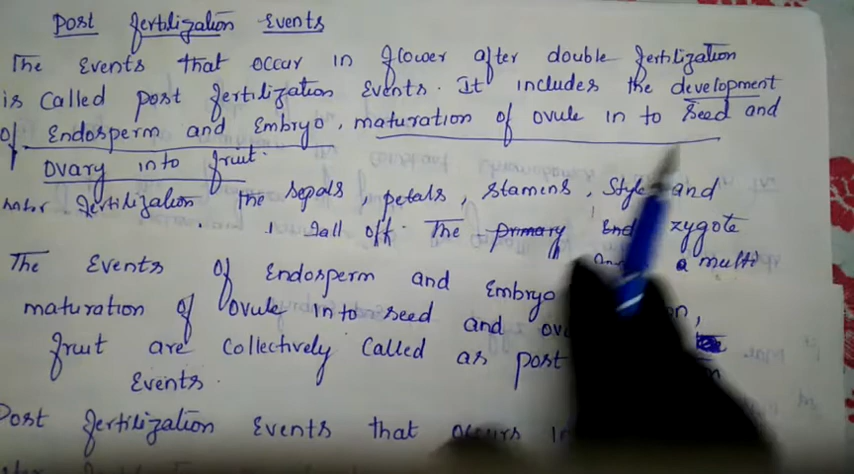 Post fertilization Events
The Events that occur in flower after double fertilization
is called post fertilization Events. It includes the development
of Endosperm and Embryo, maturation of ovule in to seed and
ovary into fruit.
fertilization the sepals, petals, stamens, style and
fall off. The primary zygote
The Events of Endosperm and Embryo a multi
maturation of ovule into seed and
fruit are collectively called as post
Events.
Post fertilization Events that occurs